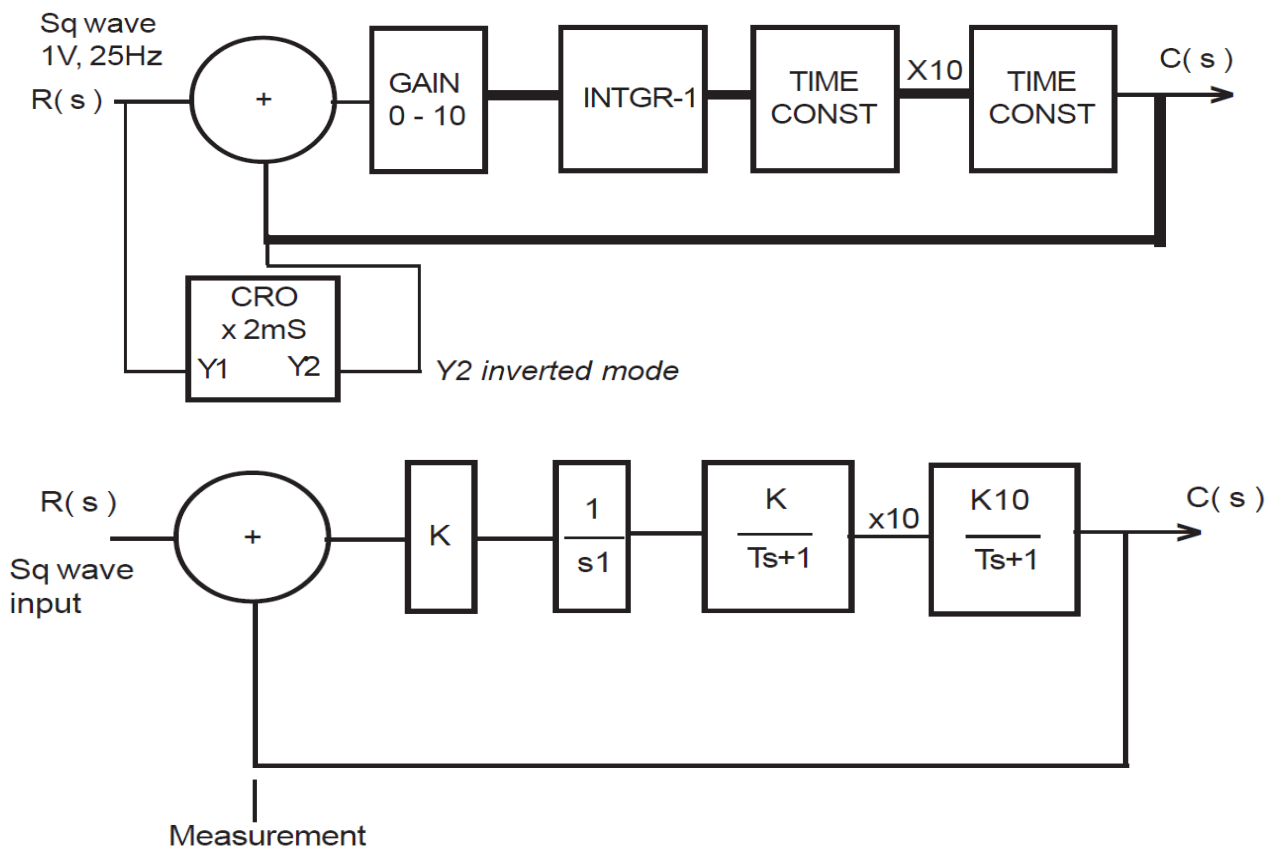 Sq wave
1V, 25Hz
R( s )
+
GAIN
0 - 10
INTGR-1
TIME
CONST
X10
TIME
CONST
C( s )
CRO
x 2mS
Y1
Y2
Y2 inverted mode
R( s )
Sq wave
input
+
K
1
s1
K
Ts+1
x10
K10
Ts+1
C( s )
Measurement